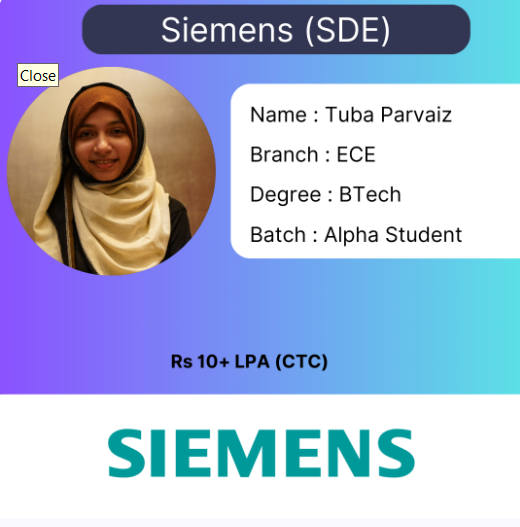 Siemens (SDE)
Close
Name : Tuba Parvaiz
Branch : ECE
Degree : BTech
Batch : Alpha Student
Rs 10+ LPA (CTC)
SIEMENS